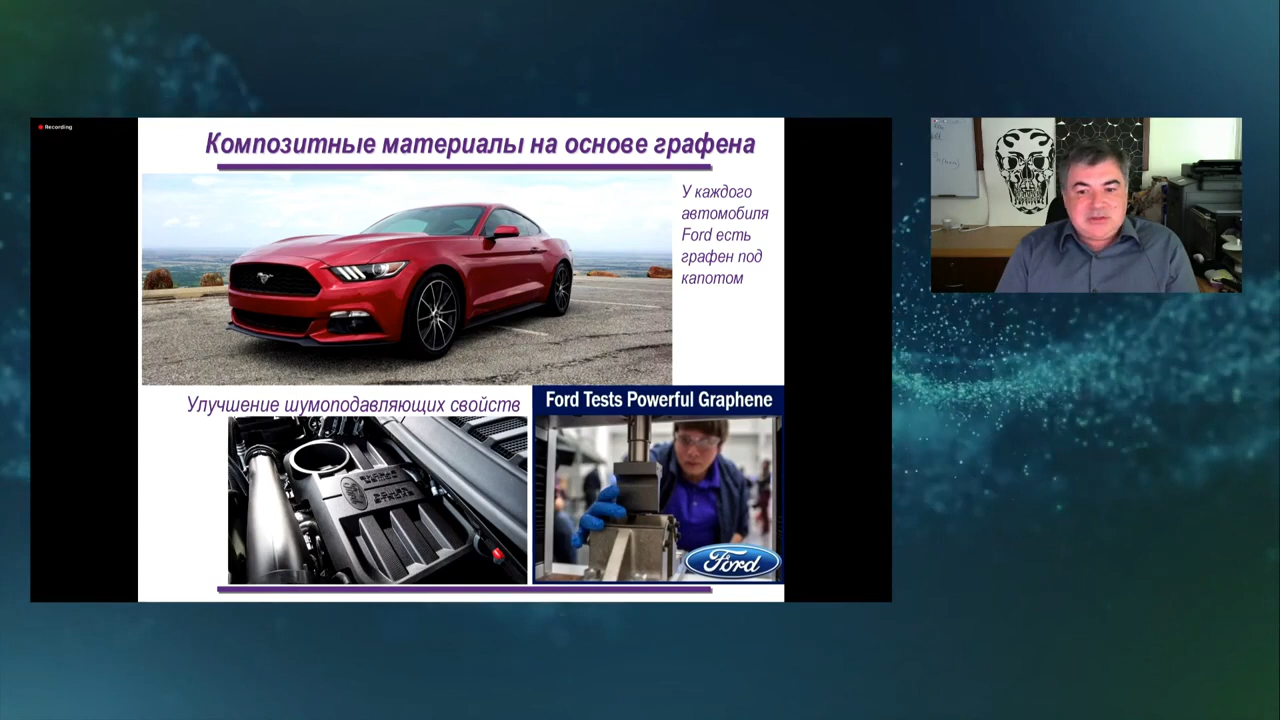 Recording
Композитные материалы на основе графена
У каждого
автомобиля
Ford есть
графен под
капотом
Улучшение шумоподавляющих свойств
Ford Tests Powerful Graphene
Ford